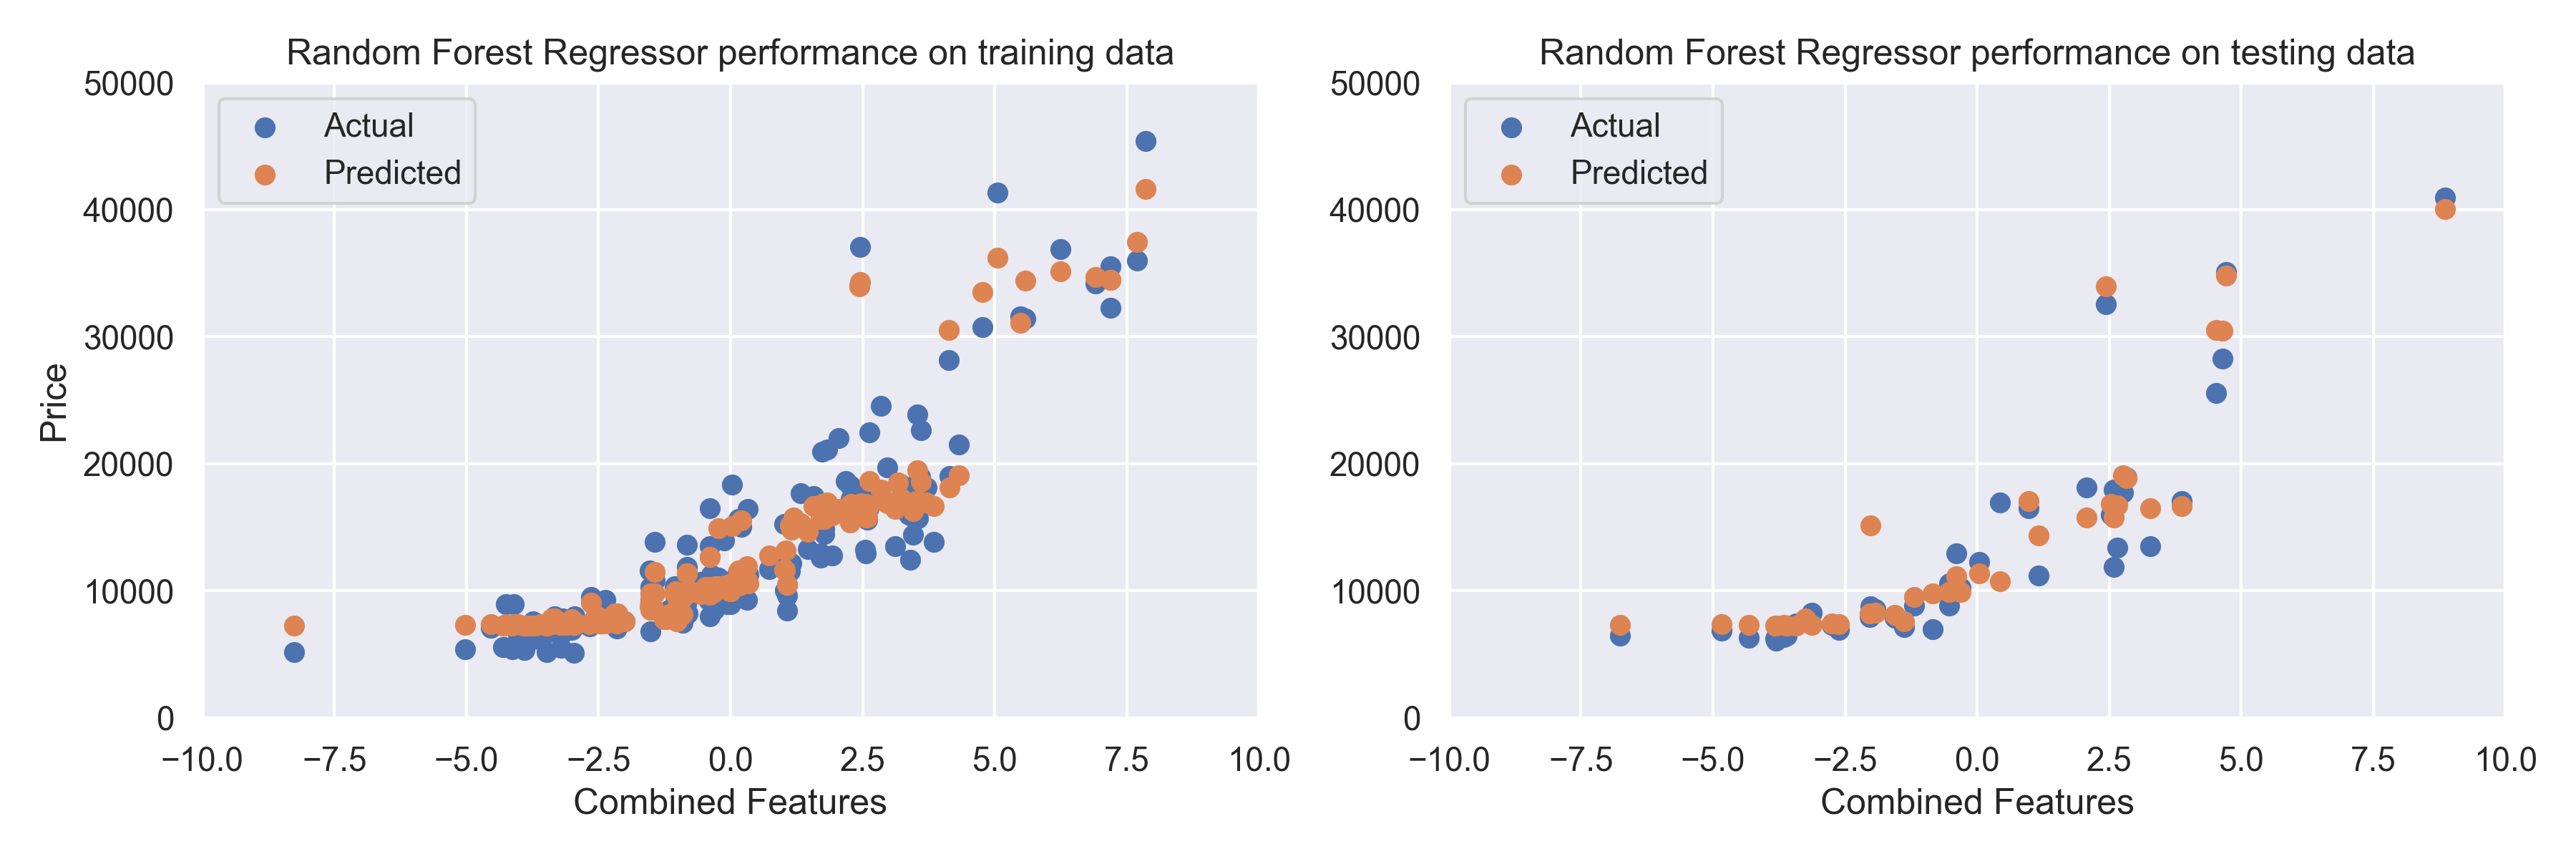 Random Forest Regressor performance on training data
50000
40000
30000
20000
10000
0
Price
Actual
Predicted
−10.0 −7.5 −5.0 −2.5 0.0 2.5 5.0 7.5 10.0
Combined Features
Random Forest Regressor performance on testing data
50000
40000
30000
20000
10000
0
Actual
Predicted
−10.0 −7.5 −5.0 −2.5 0.0 2.5 5.0 7.5 10.0
Combined Features